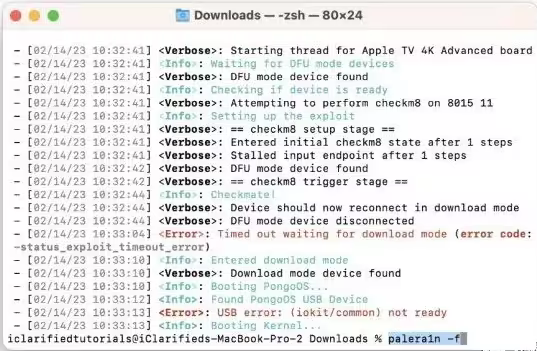 Downloads — -zsh — 80×24
- [02/14/23 10:32:41] <Verbose>: Starting thread for Apple TV 4K Advanced board
- [02/14/23 10:32:41] <Info>: Waiting for DFU mode devices
- [02/14/23 10:32:41] <Verbose>: DFU mode device found
- [02/14/23 10:32:41] <Info>: Checking if device is ready
- [02/14/23 10:32:41] <Verbose>: Attempting to perform checkm8 on 8015 11
- [02/14/23 10:32:41] <Info>: Setting up the exploit
- [02/14/23 10:32:41] <Verbose>: == checkm8 setup stage ==
- [02/14/23 10:32:41] <Verbose>: Entered initial checkm8 state after 1 steps
- [02/14/23 10:32:41] <Verbose>: Stalled input endpoint after 1 steps
- [02/14/23 10:32:42] <Verbose>: DFU mode device found
- [02/14/23 10:32:42] <Verbose>: == checkm8 trigger stage ==
- [02/14/23 10:32:44] <Info>: Checkmate!
- [02/14/23 10:32:44] <Verbose>: Device should now reconnect in download mode
- [02/14/23 10:32:44] <Verbose>: DFU mode device disconnected
- [02/14/23 10:33:04] <Error>: Timed out waiting for download mode (error code:
-status_exploit_timeout_error)
- [02/14/23 10:33:10] <Info>: Entered download mode
- [02/14/23 10:33:10] <Verbose>: Download mode device found
- [02/14/23 10:33:10] <Info>: Booting PongoOS...
- [02/14/23 10:33:12] <Info>: Found PongoOS USB Device
- [02/14/23 10:33:12] <Error>: USB error: (iokit/common) not ready
- [02/14/23 10:33:12] <Info>: Booting Kernel...
iclarifiedtutorials@iClarifieds-MacBook-Pro-2 Downloads % palera1n -f